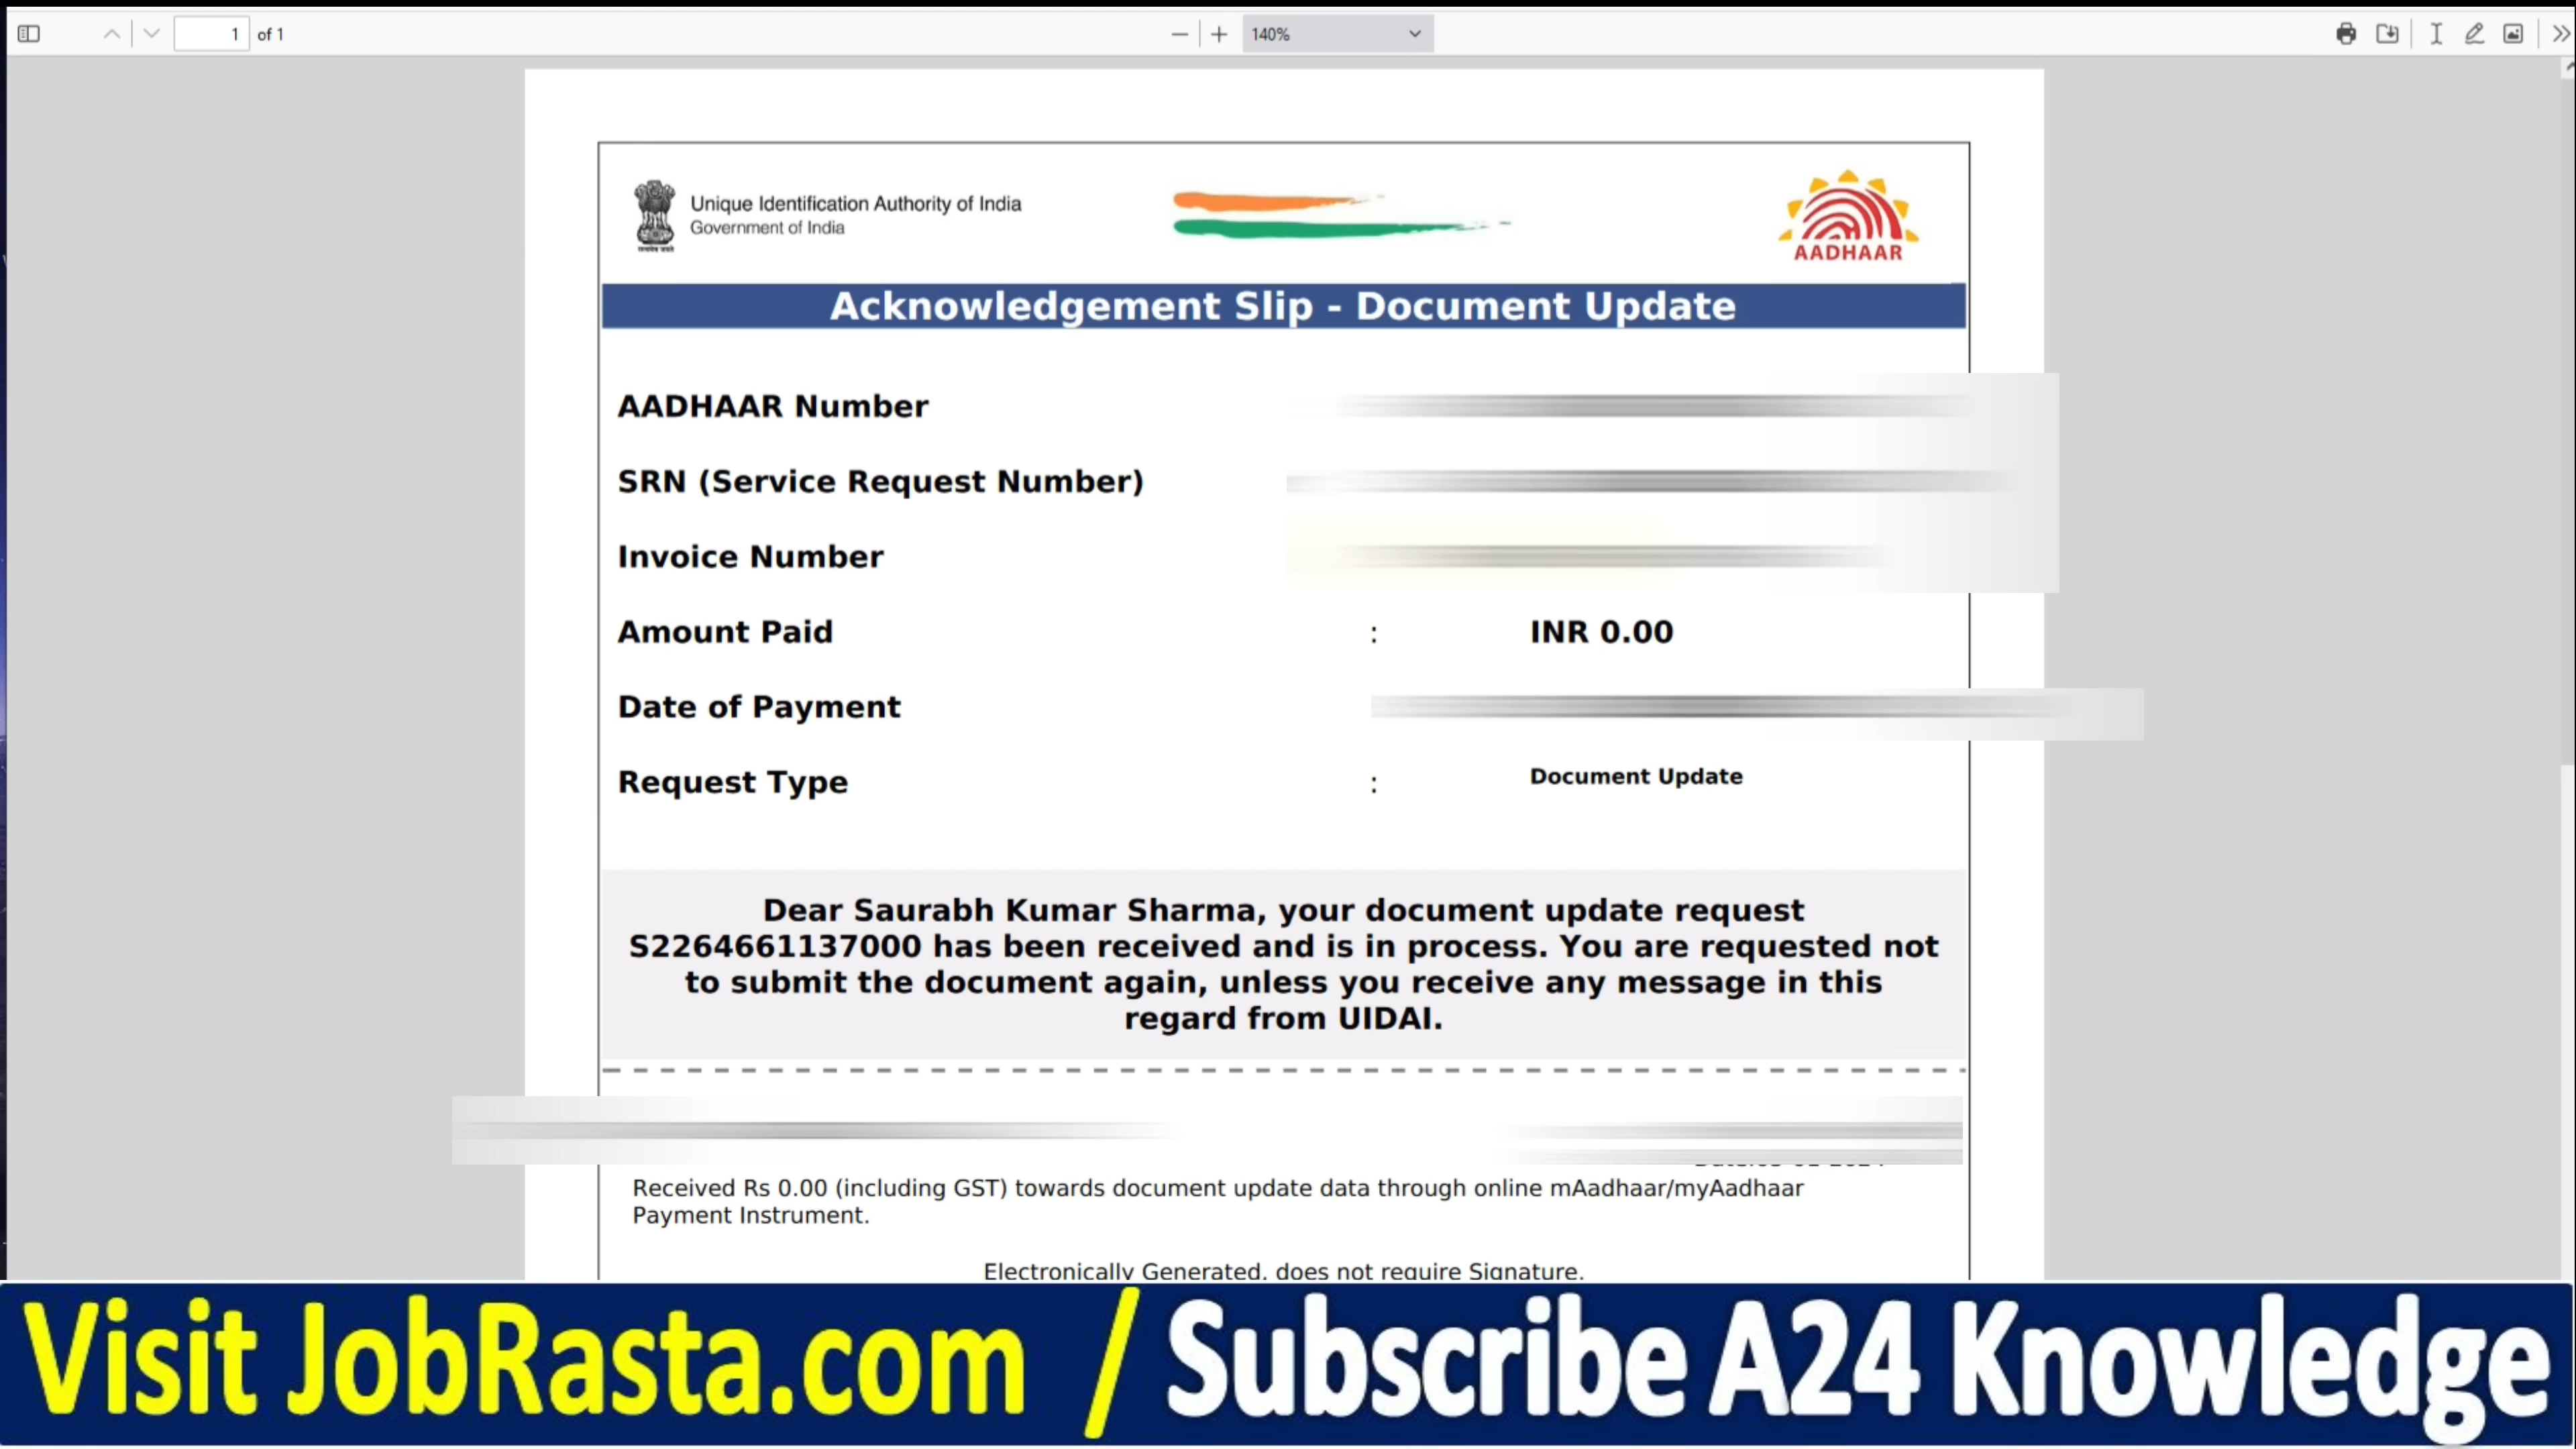 1 of 1
140%
Unique Identification Authority of India
Government of India
AADHAAR
Acknowledgement Slip - Document Update
AADHAAR Number
SRN (Service Request Number)
Invoice Number
Amount Paid : INR 0.00
Date of Payment
Request Type : Document Update
Dear Saurabh Kumar Sharma, your document update request
S2264661137000 has been received and is in process. You are requested not
to submit the document again, unless you receive any message in this
regard from UIDAI.
Received Rs 0.00 (including GST) towards document update data through online mAadhaar/myAadhaar
Payment Instrument.
Electronically Generated, does not require Signature.
Visit JobRasta.com / Subscribe A24 Knowledge